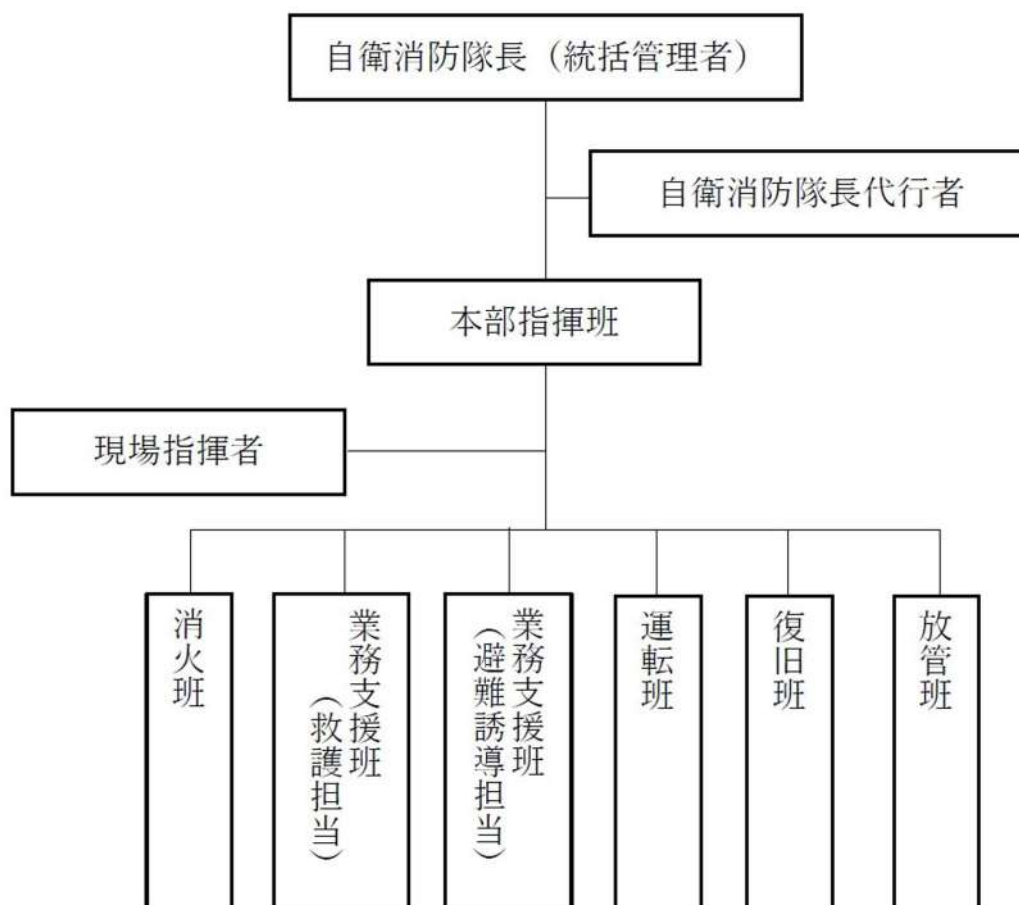 自衛消防隊長（統括管理者）
自衛消防隊長代行者
本部指揮班
現場指揮者
消火班
業務支援班
（救護担当）
業務支援班
（避難誘導担当）
運転班
復旧班
放管班